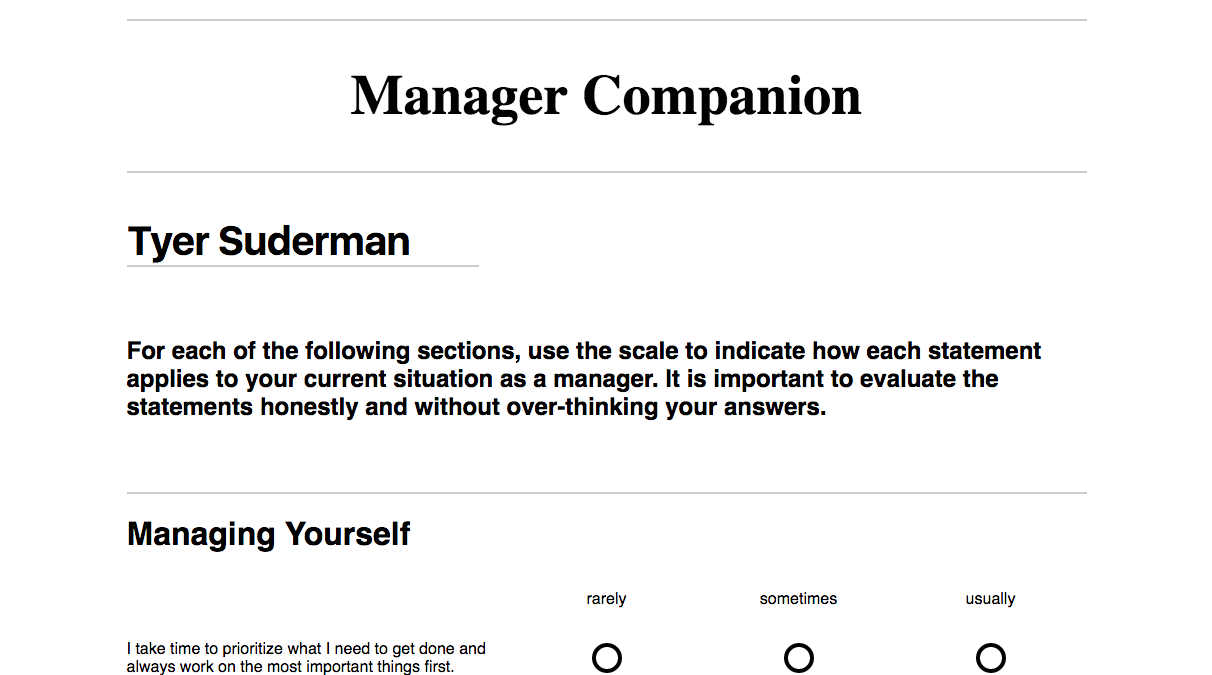 Manager Companion
Tyer Suderman
For each of the following sections, use the scale to indicate how each statement
applies to your current situation as a manager. It is important to evaluate the
statements honestly and without over-thinking your answers.
Managing Yourself
rarely sometimes usually
I take time to prioritize what I need to get done and
always work on the most important things first.